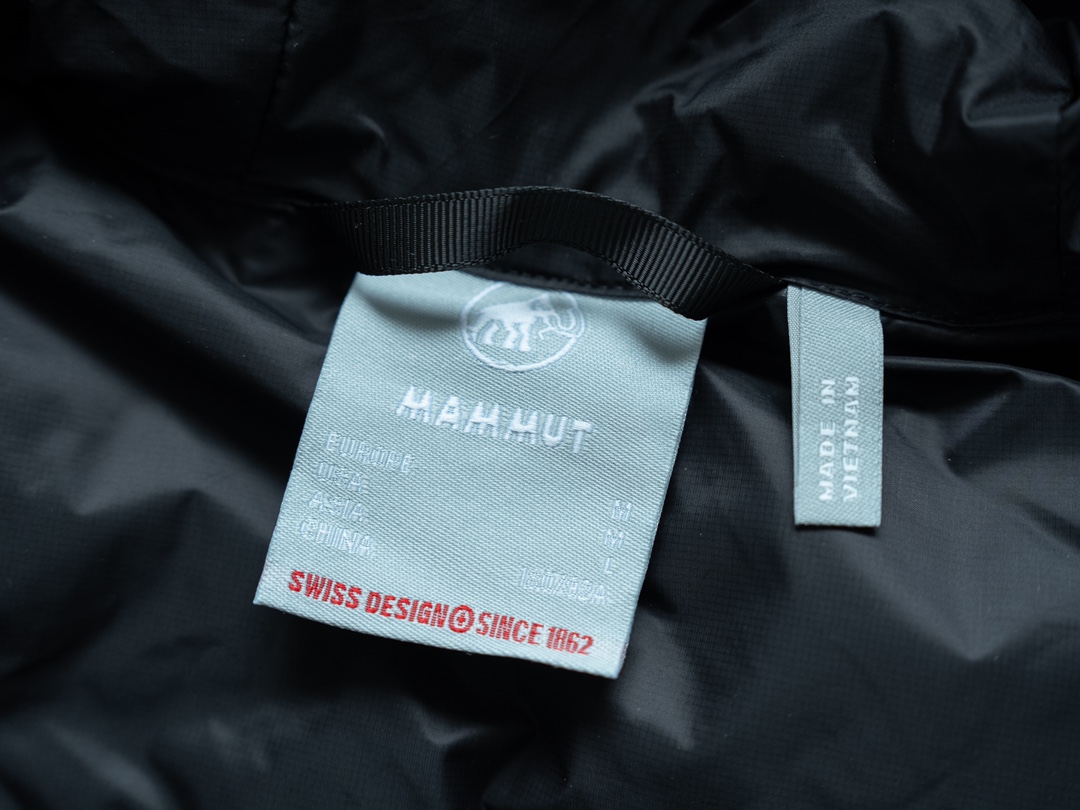 MAMMUT
EUROPE M
U.S.A. M
ASIA L
CHINA
SWISS DESIGN SINCE 1862
MADE IN
VIETNAM